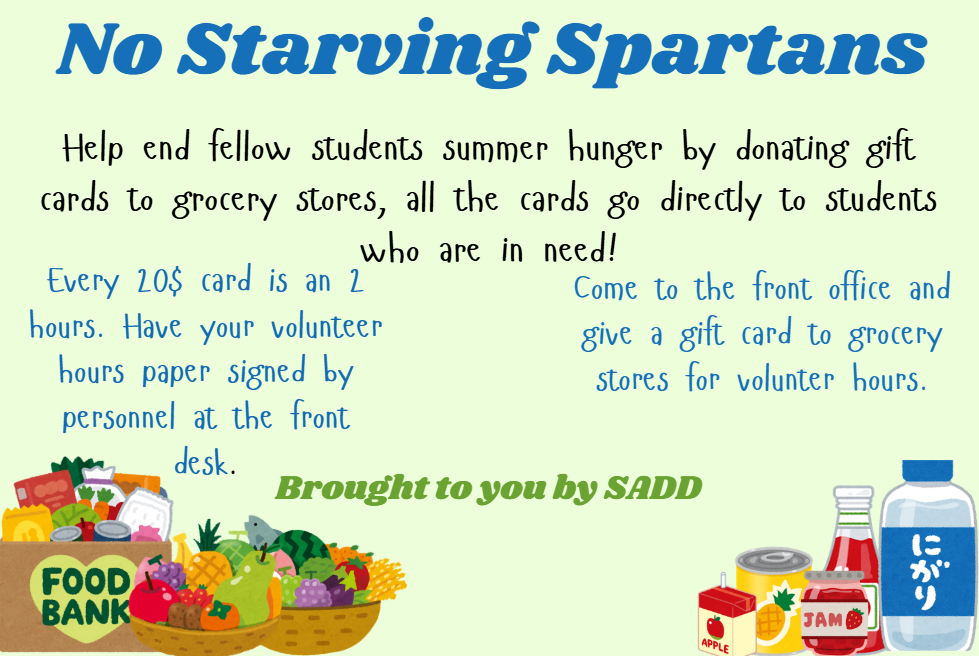 No Starving Spartans
Help end fellow students summer hunger by donating gift
cards to grocery stores, all the cards go directly to students
who are in need!
Every 20$ card is an 2
hours. Have your volunteer
hours paper signed by
personnel at the front
desk.
Come to the front office and
give a gift card to grocery
stores for volunter hours.
Brought to you by SADD
FOOD
BANK
APPLE
JAM
にがり